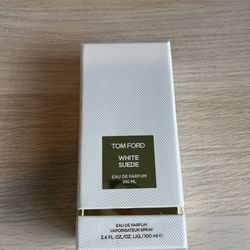 TOM FORD
WHITE
SUEDE
EAU DE PARFUM
100 ML
EAU DE PARFUM
VAPORISATEUR SPRAY
3.4 FL.OZ./OZ. LIQ./100 ml ℮